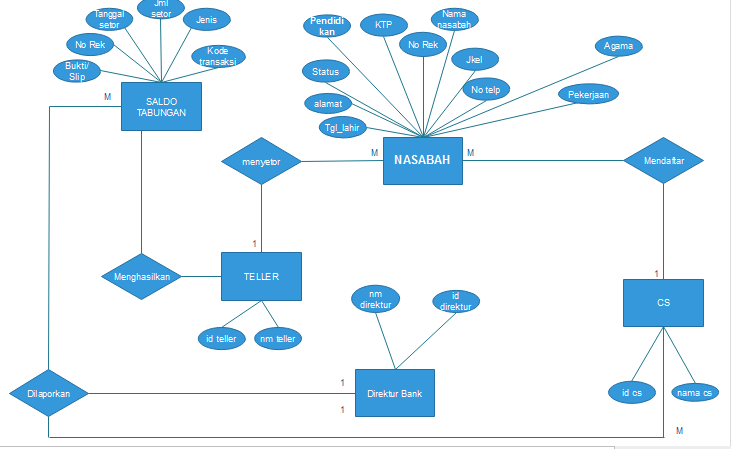 Tanggal
setor
Jml
setor
Jenis
No Rek
Kode
transaksi
Bukti/
Slip
M
SALDO
TABUNGAN
Pendidi
kan
KTP
Nama
nasabah
No Rek
Jkel
Agama
Status
No telp
Pekerjaan
alamat
Tgl_lahir
menyetor
M
NASABAH
M
Mendaftar
1
1
Menghasilkan
TELLER
CS
nm
direktur
id
direktur
id teller
nm teller
id cs
nama cs
Dilaporkan
1
Direktur Bank
1
M